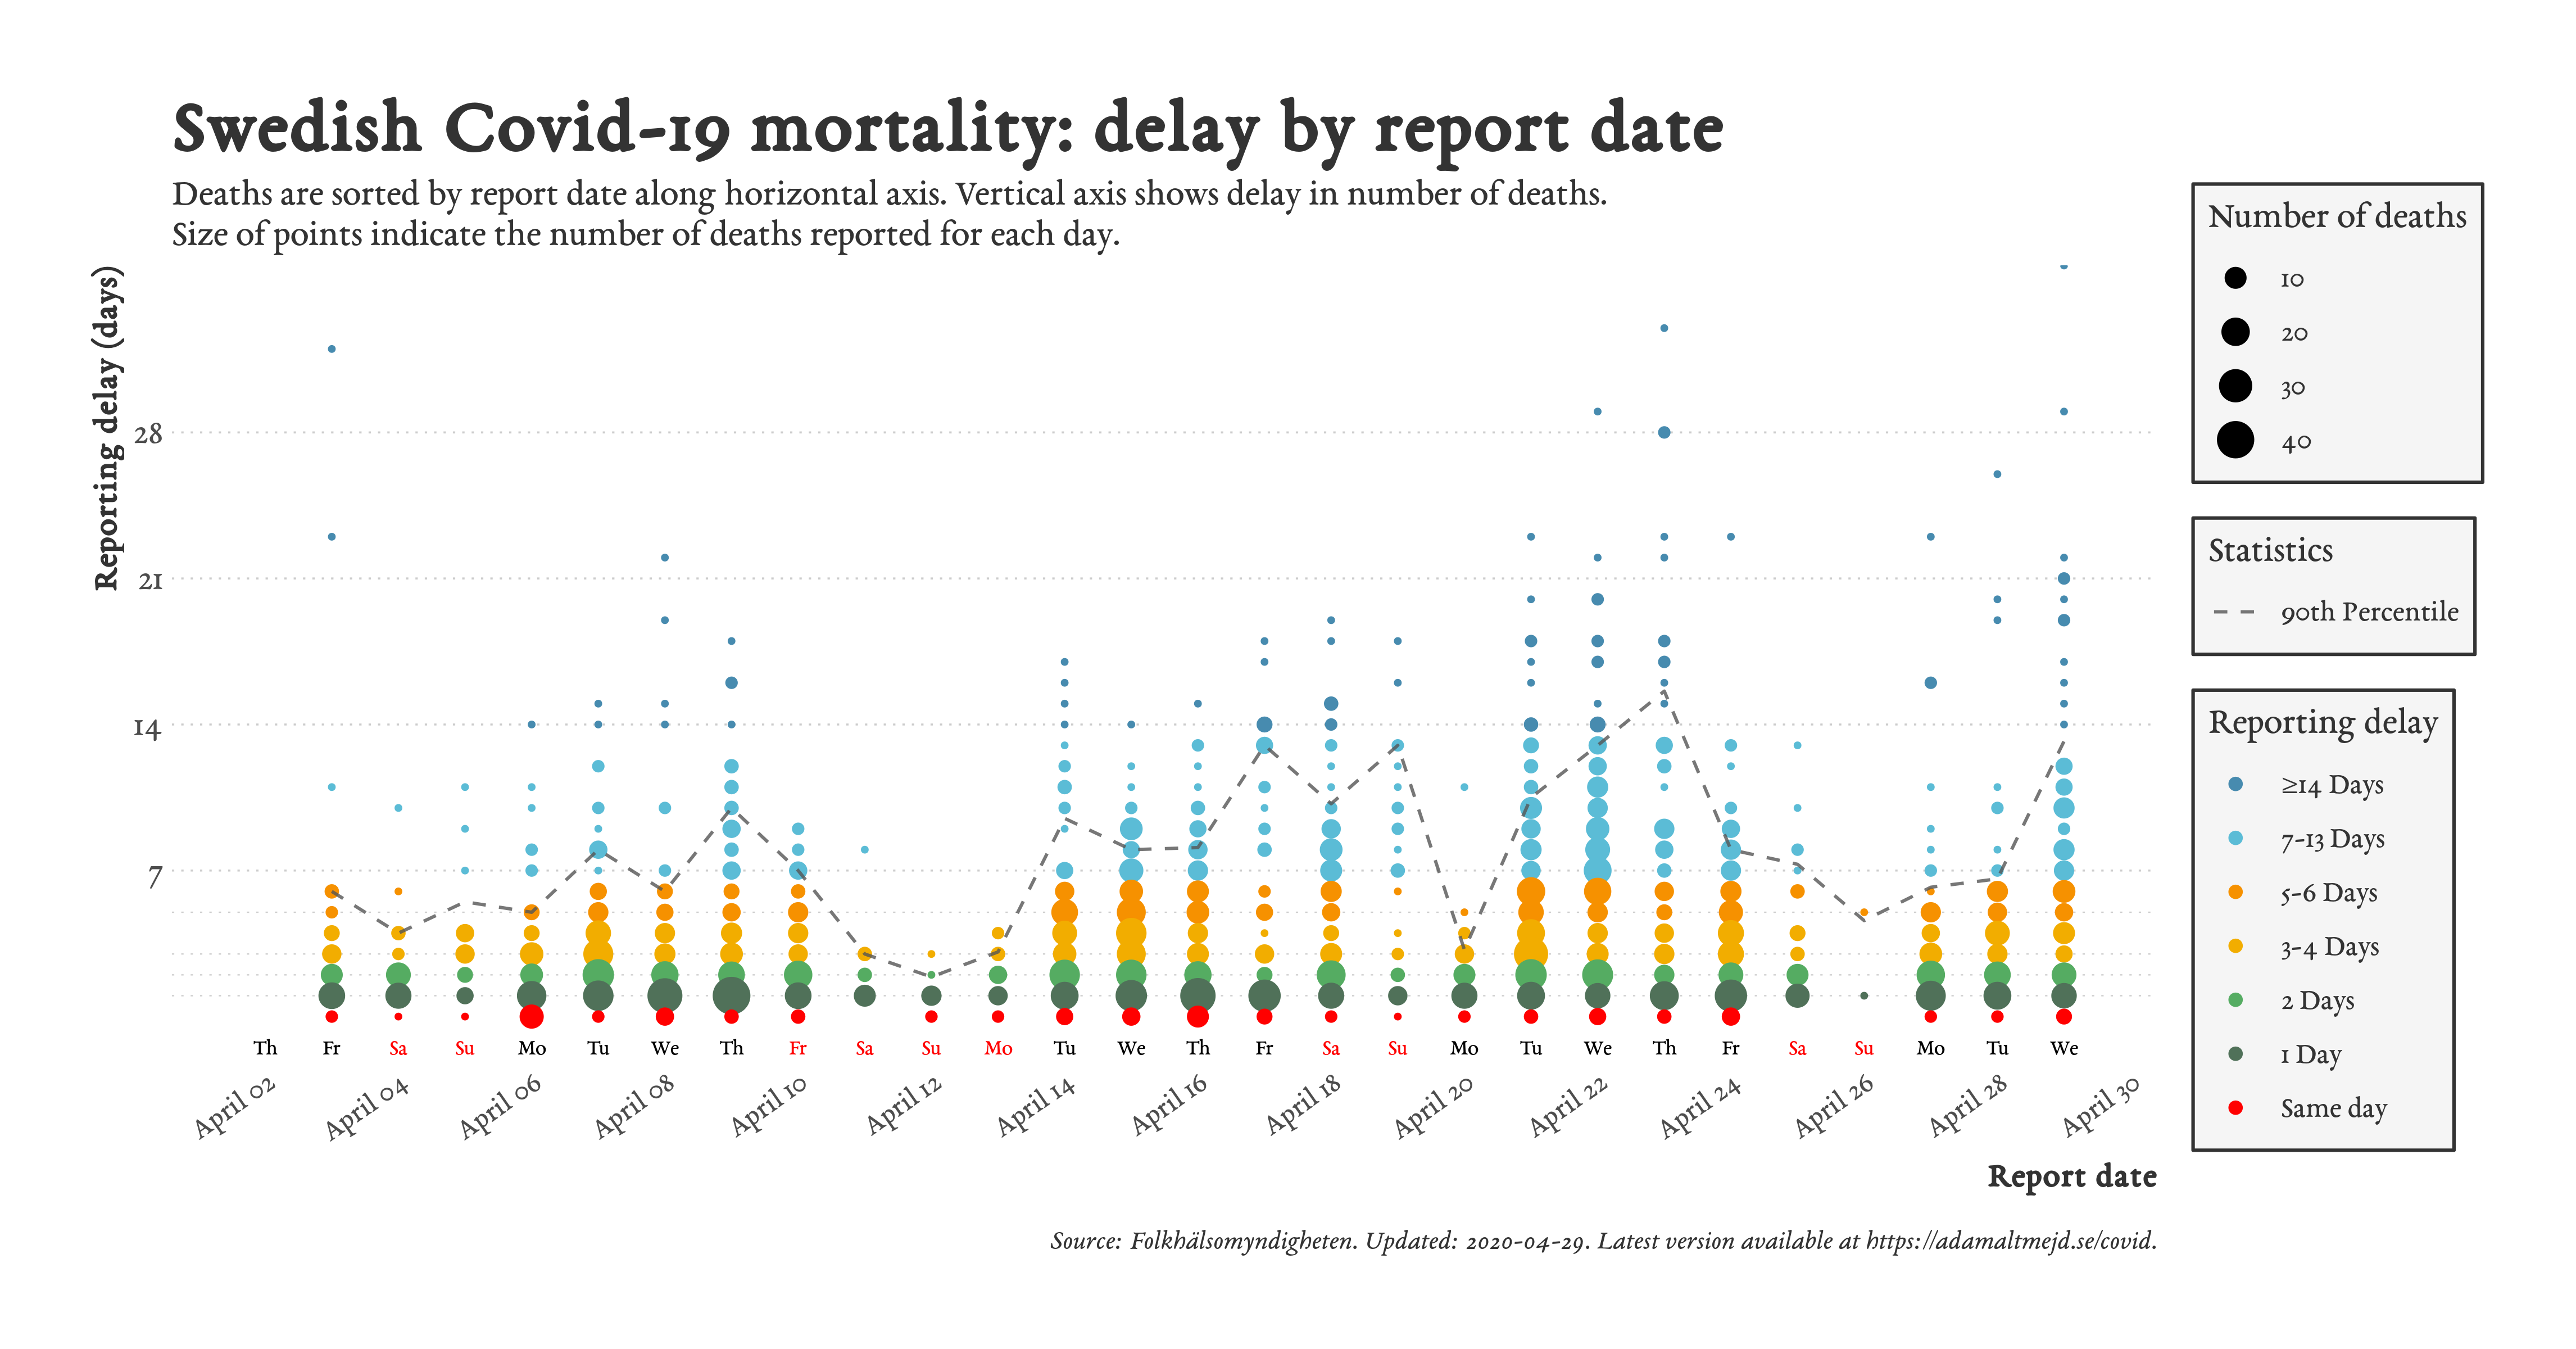 Swedish Covid-19 mortality: delay by report date
Deaths are sorted by report date along horizontal axis. Vertical axis shows delay in number of deaths.
Size of points indicate the number of deaths reported for each day.
Reporting delay (days)
28
21
14
7
Th Fr Sa Su Mo Tu We Th Fr Sa Su Mo Tu We Th Fr Sa Su Mo Tu We Th Fr Sa Su Mo Tu We
April 02 April 04 April 06 April 08 April 10 April 12 April 14 April 16 April 18 April 20 April 22 April 24 April 26 April 28 April 30
Report date
Number of deaths
10
20
30
40
Statistics
90th Percentile
Reporting delay
≥14 Days
7-13 Days
5-6 Days
3-4 Days
2 Days
1 Day
Same day
Source: Folkhälsomyndigheten. Updated: 2020-04-29. Latest version available at https://adamaltmejd.se/covid.